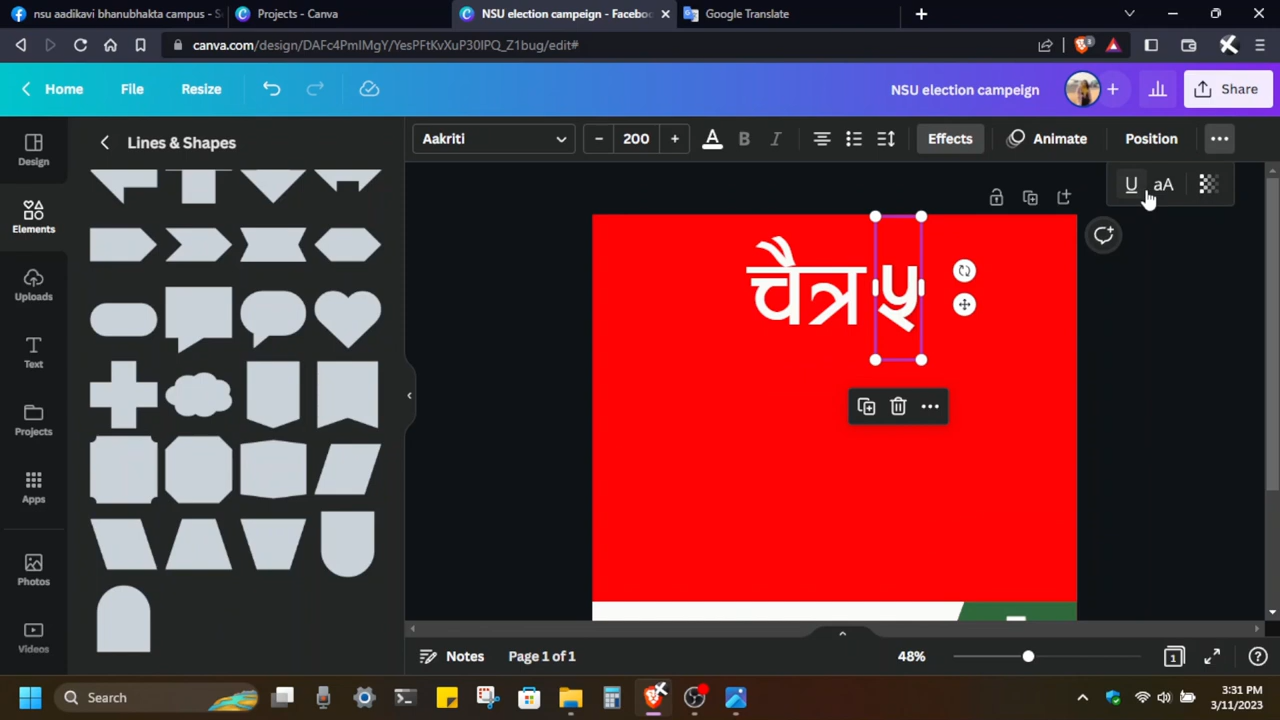 nsu aadikavi bhanubhakta campus - S
Projects - Canva
NSU election campeign - Facebo
Google Translate
canva.com/design/DAFc4PmIMgY/YesPFtKvXuP30IPQ_Z1bug/edit#
Home
File
Resize
NSU election campeign
Share
Lines & Shapes
Aakriti
200
A
B
I
Effects
Animate
Position
U
aA
Design
Elements
Uploads
Text
Projects
Apps
Photos
Videos
चैत्र ५
Notes
Page 1 of 1
48%
1
Search
3:31 PM
3/11/2023